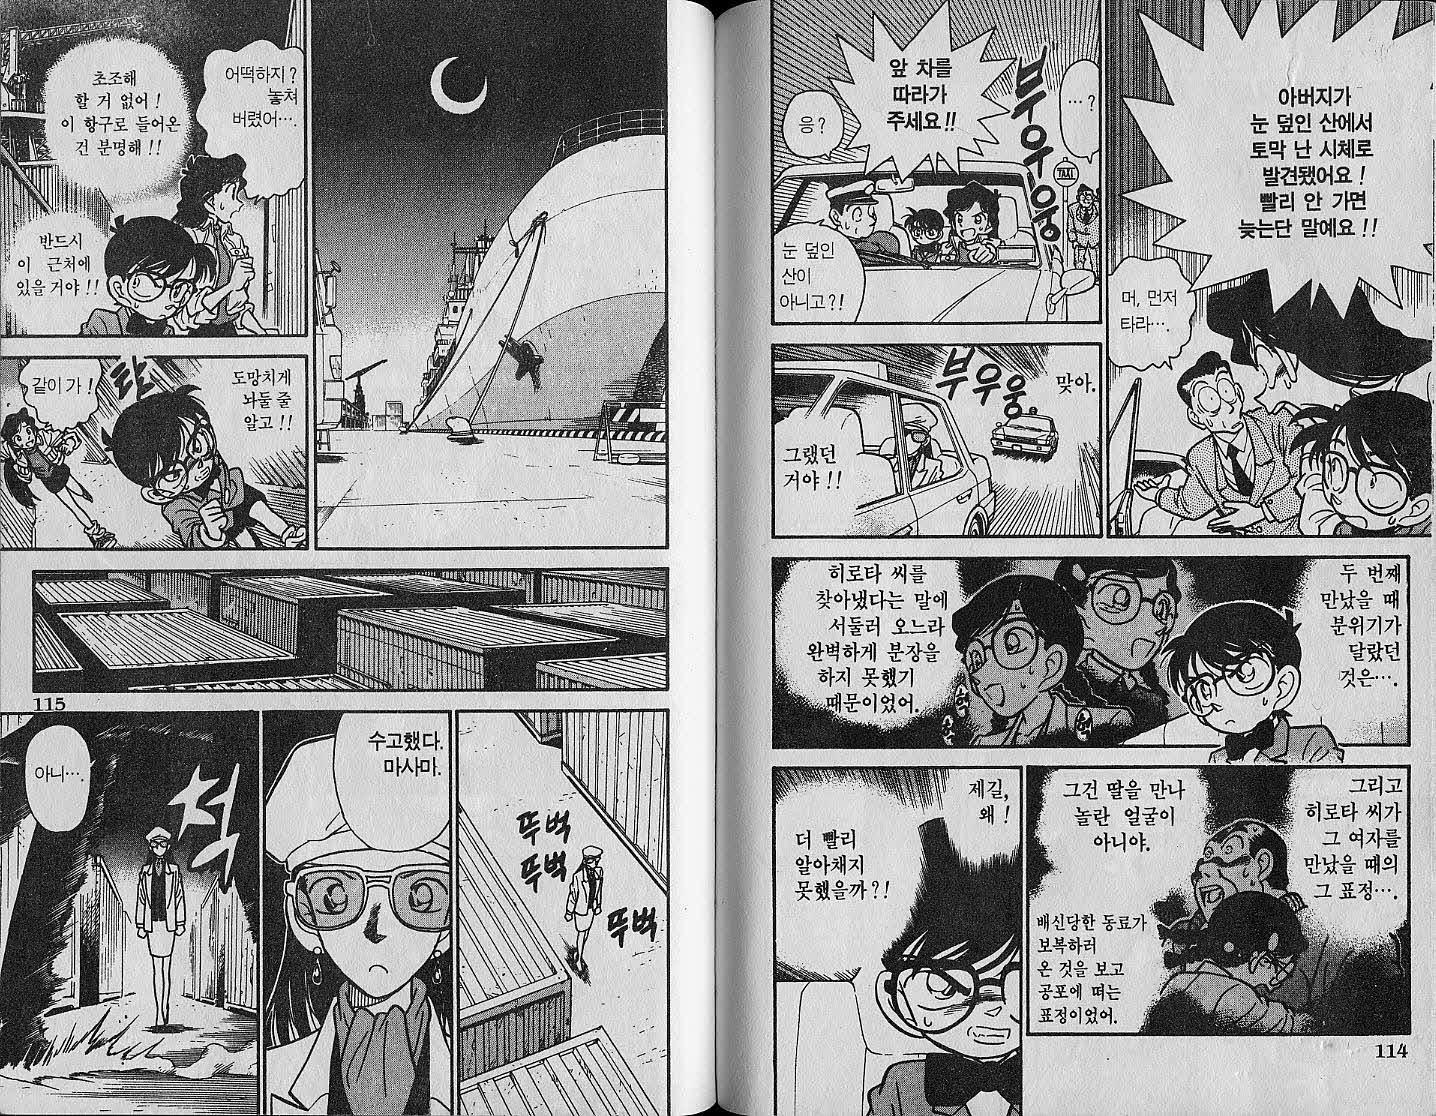 아버지가
눈 덮인 산에서
토막 난 시체로
발견됐어요!
빨리 안 가면
늦는단 말예요!!
머, 먼저
타라….
…?
TAXI
부우우웅
앞 차를
따라가
주세요!!
응?
눈 덮인
산이
아니고?!
맞아.
부우웅
그랬던
거야!!
두 번째
만났을 때
분위기가
달랐던
것은….
히로타 씨를
찾아냈다는 말에
서둘러 오느라
완벽하게 분장을
하지 못했기
때문이었어.
그리고
히로타 씨가
그 여자를
만났을 때의
그 표정….
그건 딸을 만나
놀란 얼굴이
아니야.
배신당한 동료가
보복하러
온 것을 보고
공포에 떠는
표정이었어.
제길,
왜!
더 빨리
알아채지
못했을까?!
114
어떡하지?
놓쳐
버렸어….
초조해
할 거 없어!
이 항구로 들어온
건 분명해!!
반드시
이 근처에
있을 거야!!
도망치게
놔둘 줄
알고!!
타
같이 가!
115
뚜벅
뚜벅
뚜벅
수고했다.
마사마.
아니….
척